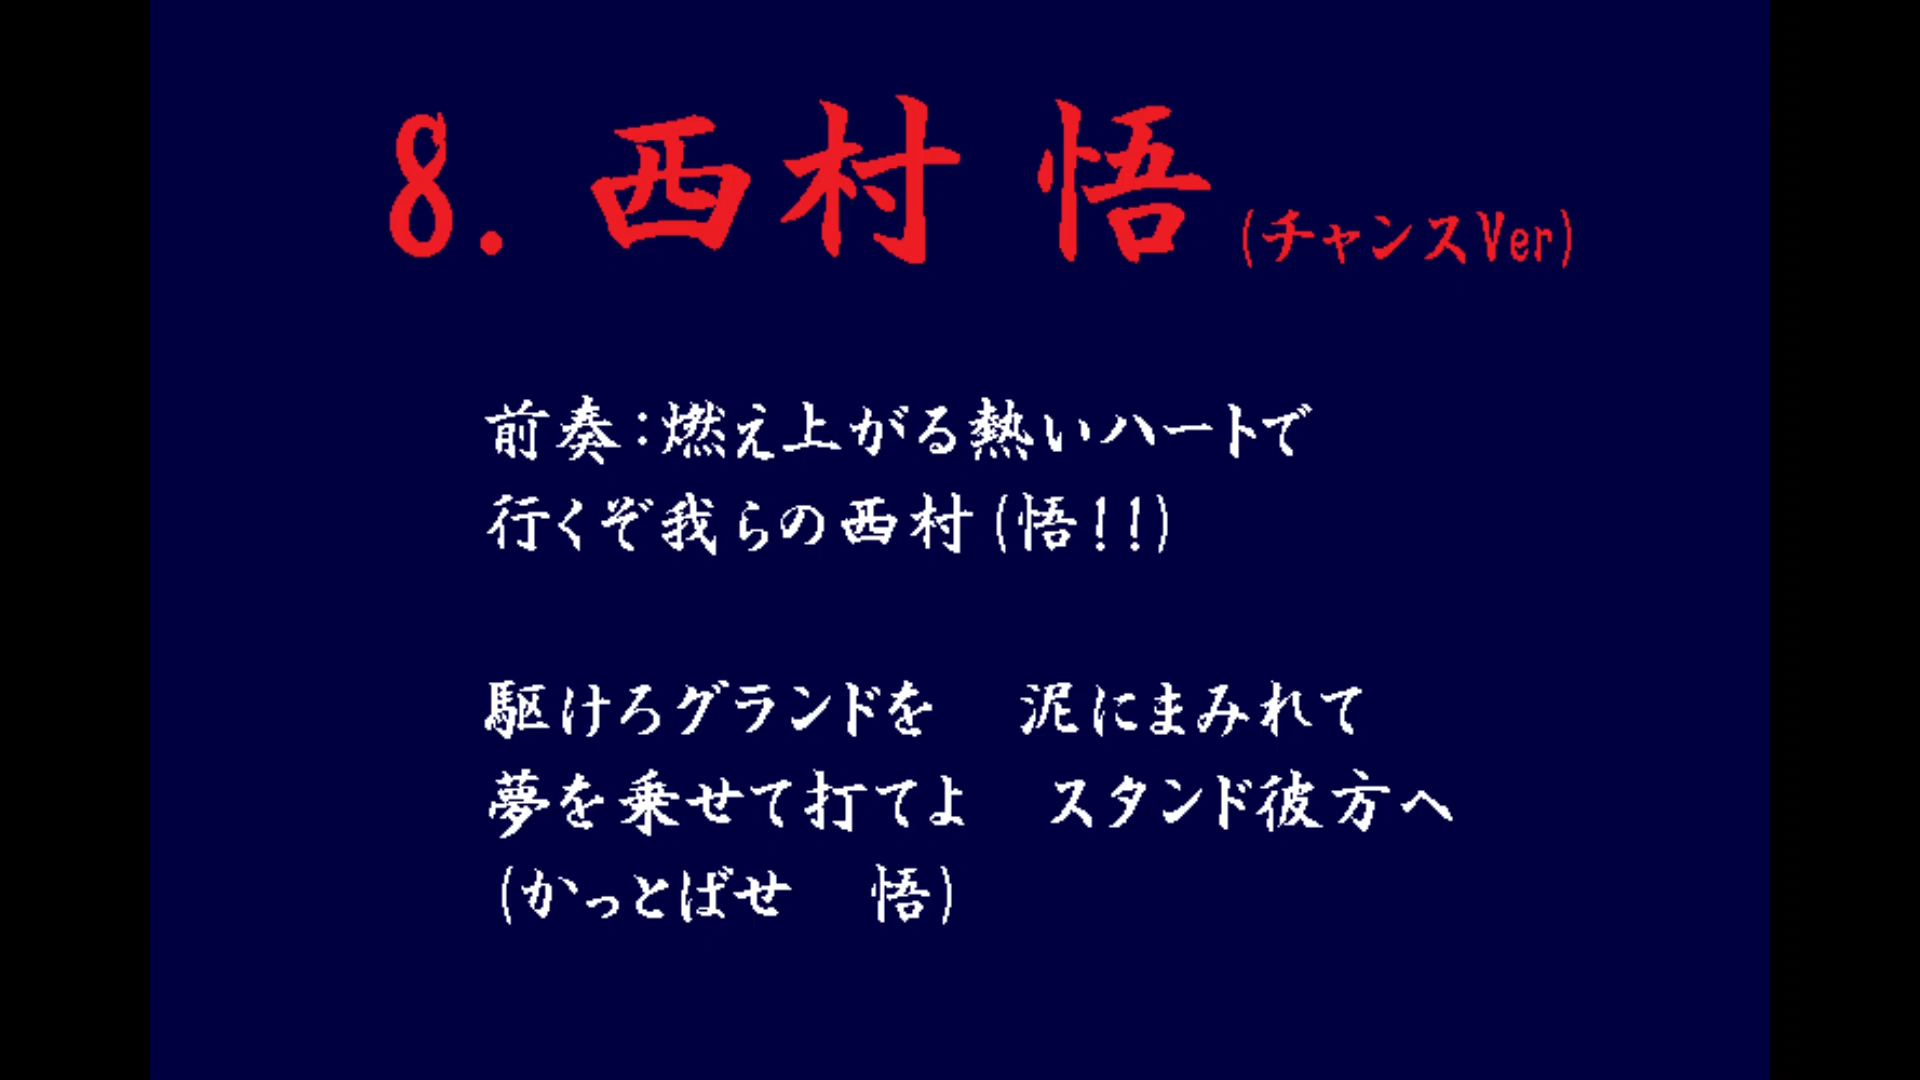 8. 西村 悟 (チャンスVer)
前奏:燃え上がる熱いハートで
行くぞ我らの西村(悟!!)
駆けろグランドを　泥にまみれて
夢を乗せて打てよ　スタンド彼方へ
(かっとばせ　悟)